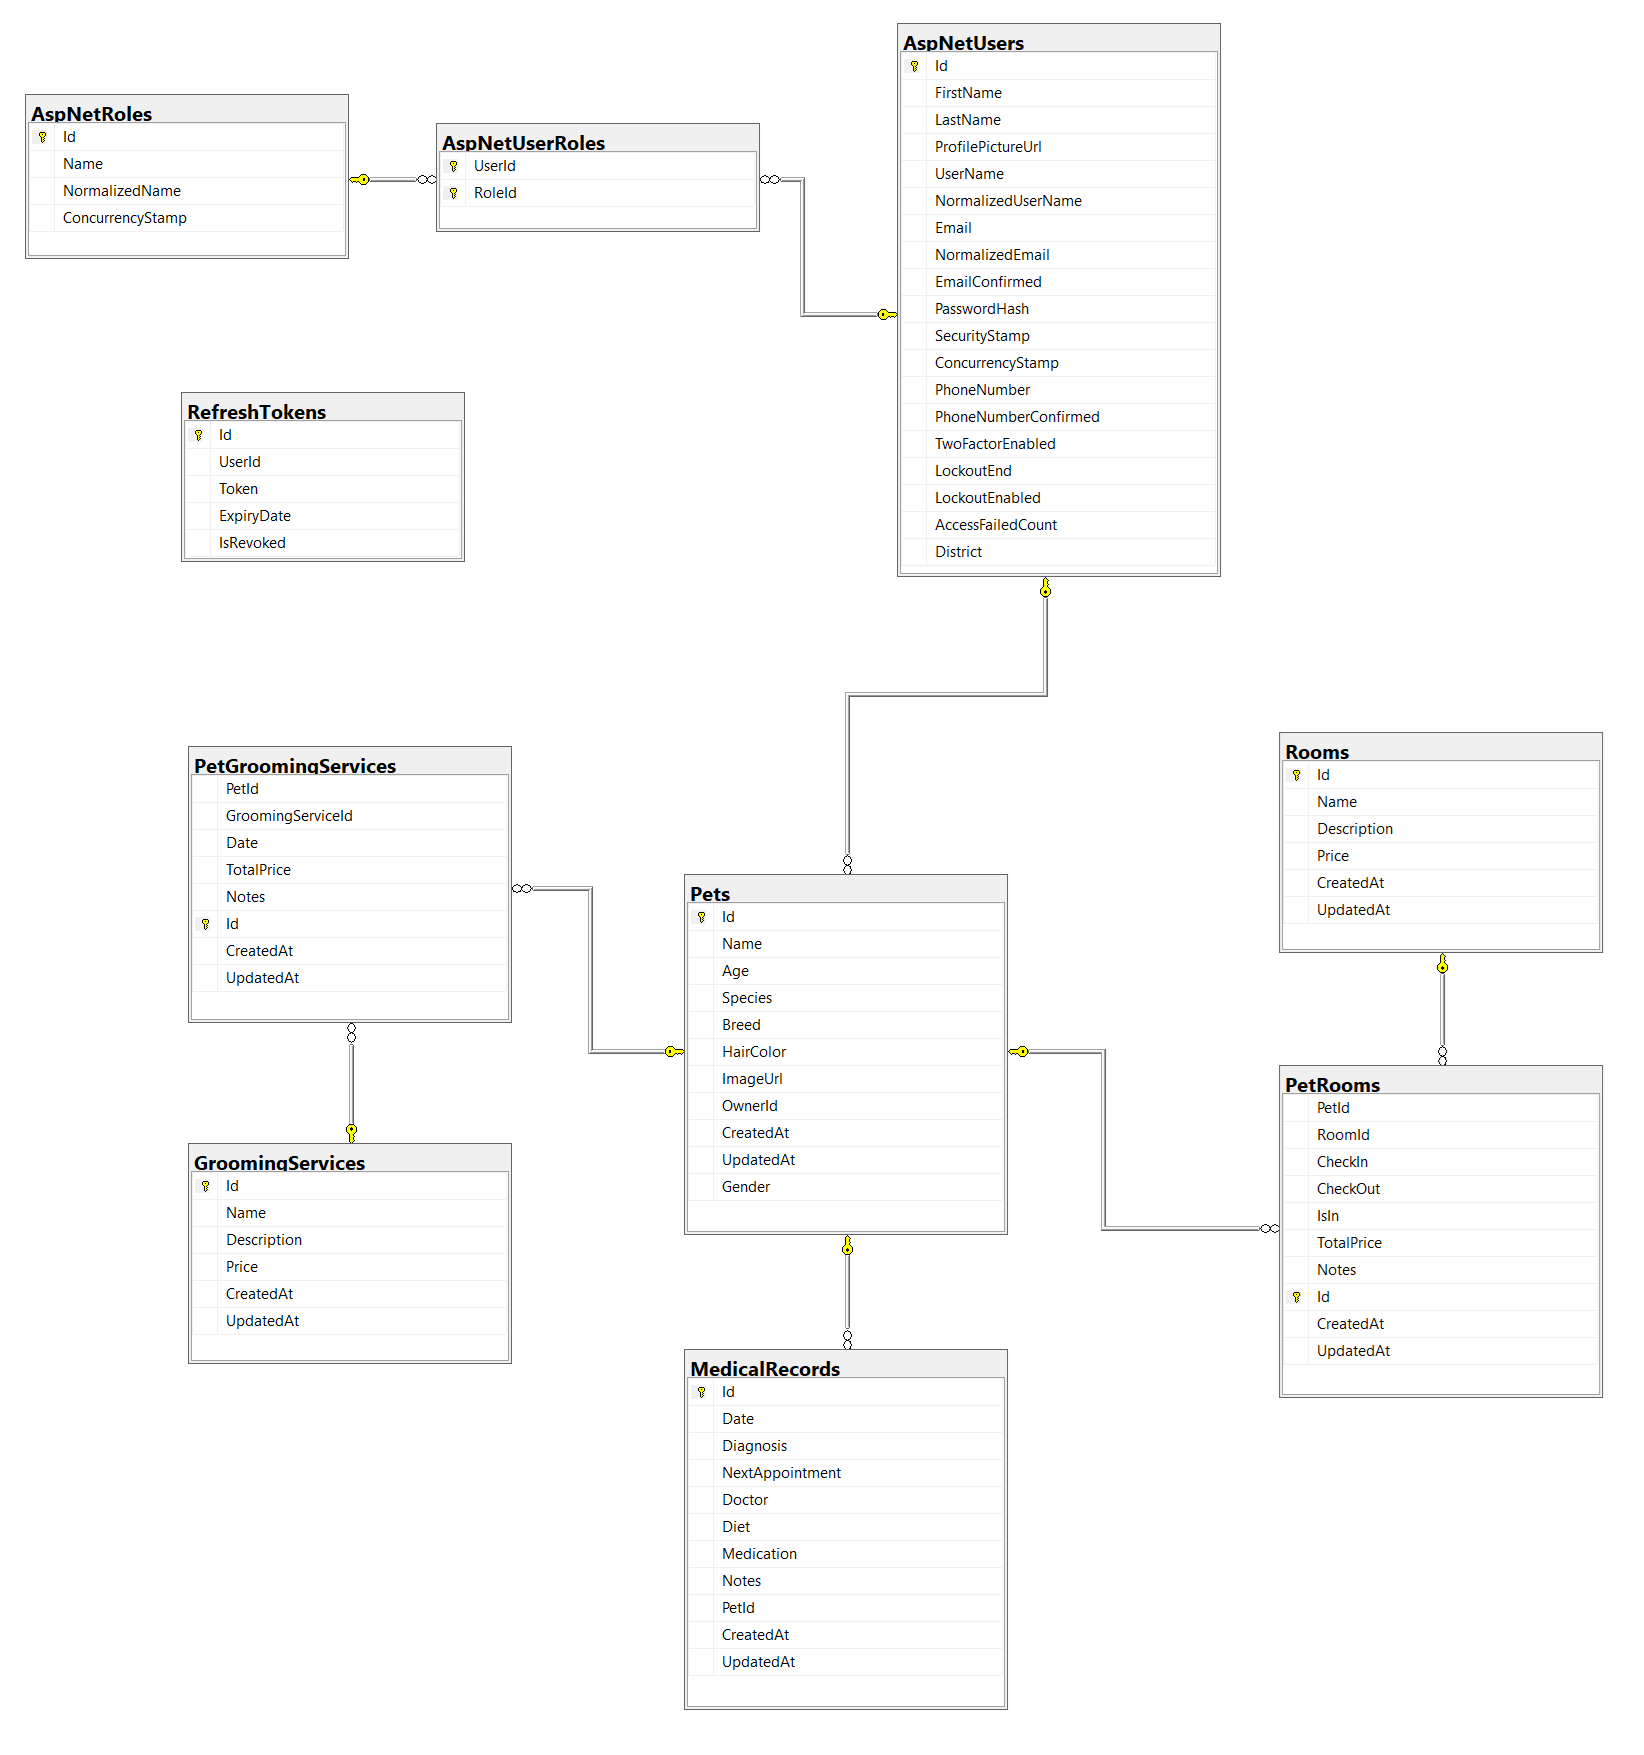 AspNetUsers
Id
FirstName
LastName
ProfilePictureUrl
UserName
NormalizedUserName
Email
NormalizedEmail
EmailConfirmed
PasswordHash
SecurityStamp
ConcurrencyStamp
PhoneNumber
PhoneNumberConfirmed
TwoFactorEnabled
LockoutEnd
LockoutEnabled
AccessFailedCount
District
AspNetRoles
Id
Name
NormalizedName
ConcurrencyStamp
AspNetUserRoles
UserId
RoleId
RefreshTokens
Id
UserId
Token
ExpiryDate
IsRevoked
PetGroomingServices
PetId
GroomingServiceId
Date
TotalPrice
Notes
Id
CreatedAt
UpdatedAt
GroomingServices
Id
Name
Description
Price
CreatedAt
UpdatedAt
Pets
Id
Name
Age
Species
Breed
HairColor
ImageUrl
OwnerId
CreatedAt
UpdatedAt
Gender
MedicalRecords
Id
Date
Diagnosis
NextAppointment
Doctor
Diet
Medication
Notes
PetId
CreatedAt
UpdatedAt
Rooms
Id
Name
Description
Price
CreatedAt
UpdatedAt
PetRooms
PetId
RoomId
CheckIn
CheckOut
IsIn
TotalPrice
Notes
Id
CreatedAt
UpdatedAt